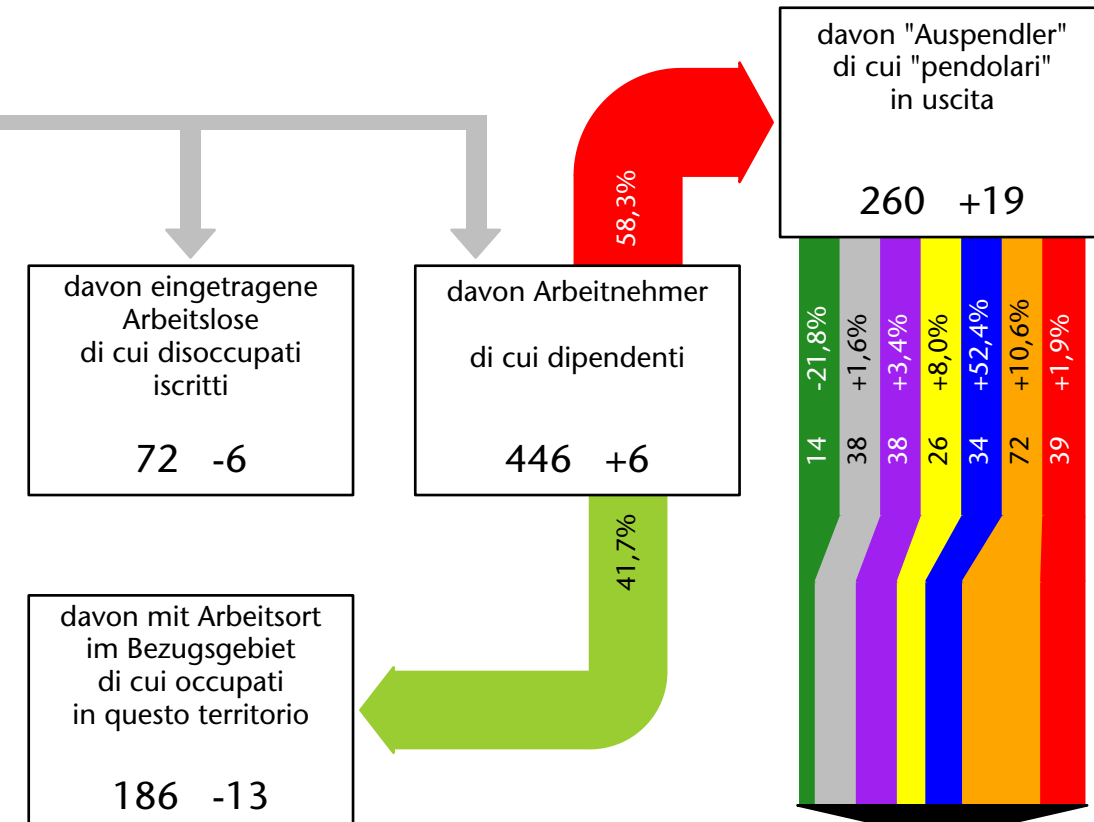 davon "Auspendler"
di cui "pendolari"
in uscita
260 +19
58,3%
davon eingetragene
Arbeitslose
di cui disoccupati
iscritti
72 -6
davon Arbeitnehmer
di cui dipendenti
446 +6
14 -21,8%
38 +1,6%
38 +3,4%
26 +8,0%
34 +52,4%
72 +10,6%
39 +1,9%
41,7%
davon mit Arbeitsort
im Bezugsgebiet
di cui occupati
in questo territorio
186 -13